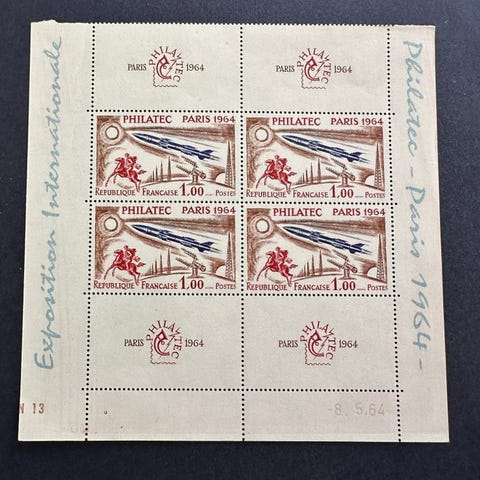 PARIS PHILATEC 1964
PARIS PHILATEC 1964
Exposition Internationale
Philatec - Paris 1964 -
PHILATEC PARIS 1964
REPUBLIQUE FRANCAISE 1.00 POSTES
PHILATEC PARIS 1964
REPUBLIQUE FRANCAISE 1.00 POSTES
PHILATEC PARIS 1964
REPUBLIQUE FRANCAISE 1.00 POSTES
PHILATEC PARIS 1964
REPUBLIQUE FRANCAISE 1.00 POSTES
PARIS PHILATEC 1964
PARIS PHILATEC 1964
N 13
-8.5.64